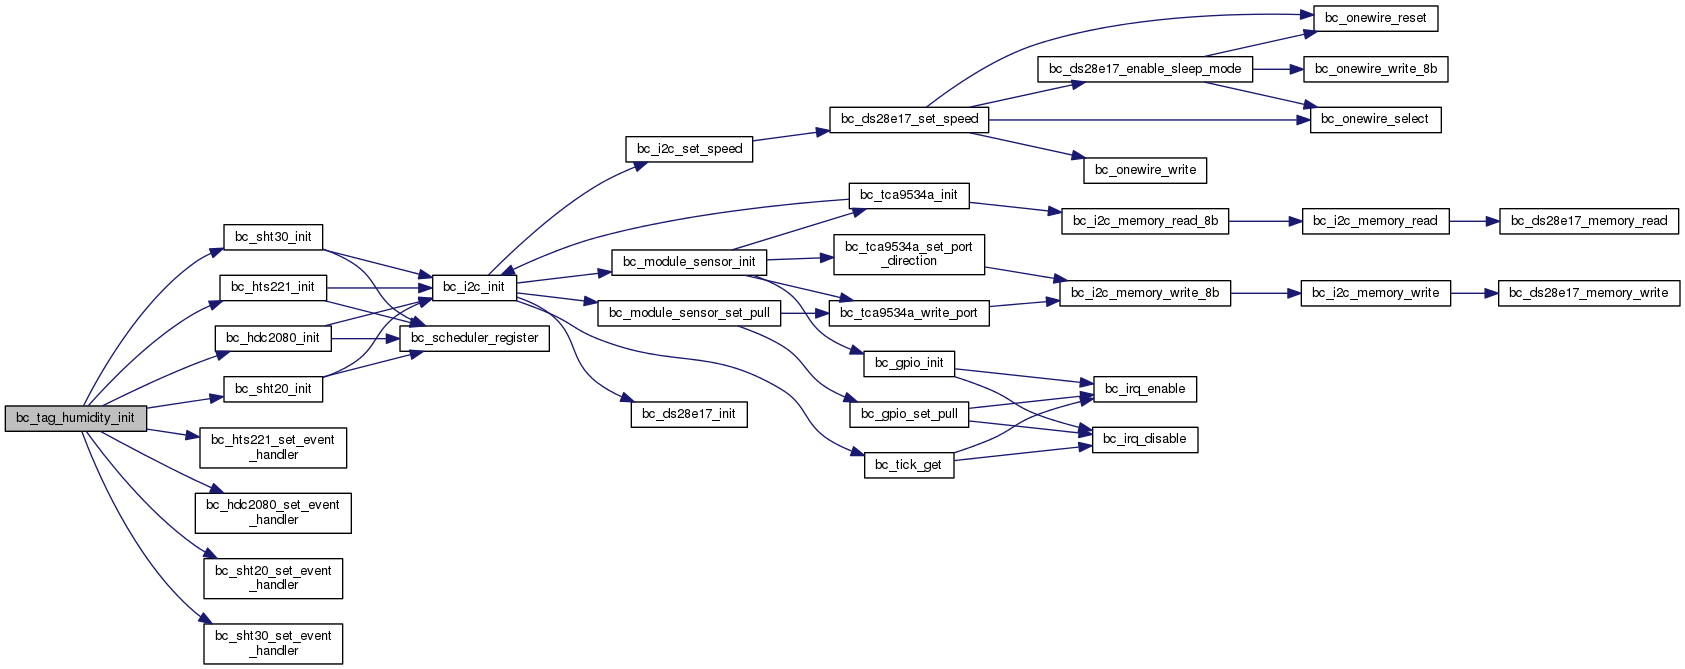 bc_tag_humidity_init
bc_sht30_init
bc_hts221_init
bc_hdc2080_init
bc_sht20_init
bc_hts221_set_event
_handler
bc_hdc2080_set_event
_handler
bc_sht20_set_event
_handler
bc_sht30_set_event
_handler
bc_i2c_init
bc_scheduler_register
bc_i2c_set_speed
bc_module_sensor_init
bc_module_sensor_set_pull
bc_ds28e17_init
bc_ds28e17_set_speed
bc_tca9534a_init
bc_tca9534a_set_port
_direction
bc_tca9534a_write_port
bc_gpio_init
bc_gpio_set_pull
bc_tick_get
bc_ds28e17_enable_sleep_mode
bc_onewire_write
bc_i2c_memory_read_8b
bc_i2c_memory_write_8b
bc_irq_enable
bc_irq_disable
bc_onewire_reset
bc_onewire_write_8b
bc_onewire_select
bc_i2c_memory_read
bc_i2c_memory_write
bc_ds28e17_memory_read
bc_ds28e17_memory_write